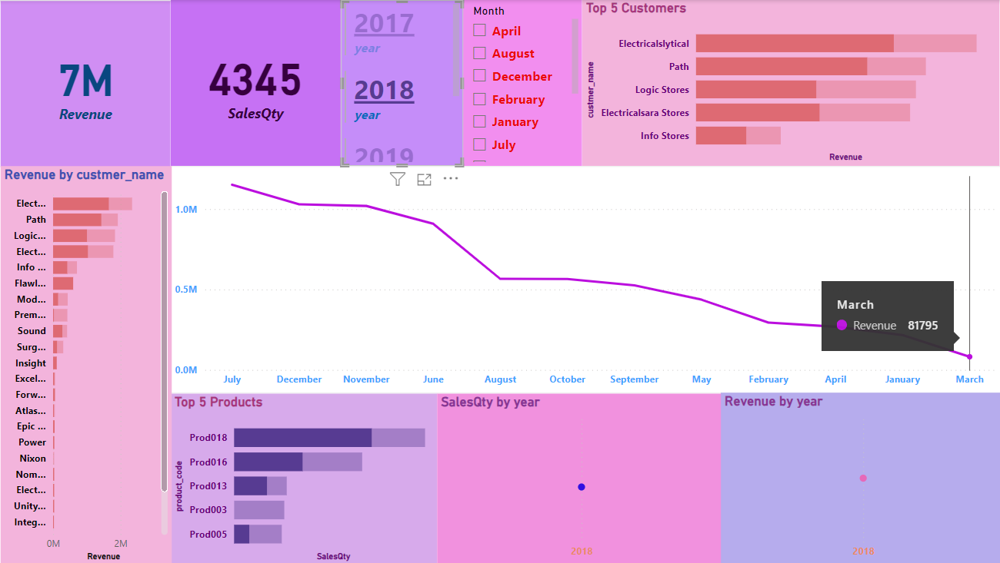 7M
Revenue
4345
SalesQty
2017
year
2018
year
2019
Month
April
August
December
February
January
July
Top 5 Customers
custmer_name
Electricalslytical
Path
Logic Stores
Electricalsara Stores
Info Stores
Revenue
Revenue by custmer_name
Elect...
Path
Logic...
Elect...
Info ...
Flawl...
Mod...
Prem...
Sound
Surg...
Insight
Excel...
Forw...
Atlas...
Epic ...
Power
Nixon
Nom...
Elect...
Unity...
Integ...
0M 2M
Revenue
1.0M
0.5M
0.0M
March
Revenue 81795
July December November June August October September May February April January March
Top 5 Products
product_code
Prod018
Prod016
Prod013
Prod003
Prod005
SalesQty
SalesQty by year
2018
Revenue by year
2018